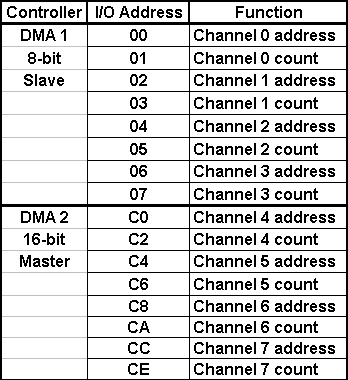 Controller I/O Address Function
DMA 1 00 Channel 0 address
8-bit 01 Channel 0 count
Slave 02 Channel 1 address
03 Channel 1 count
04 Channel 2 address
05 Channel 2 count
06 Channel 3 address
07 Channel 3 count
DMA 2 C0 Channel 4 address
16-bit C2 Channel 4 count
Master C4 Channel 5 address
C6 Channel 5 count
C8 Channel 6 address
CA Channel 6 count
CC Channel 7 address
CE Channel 7 count